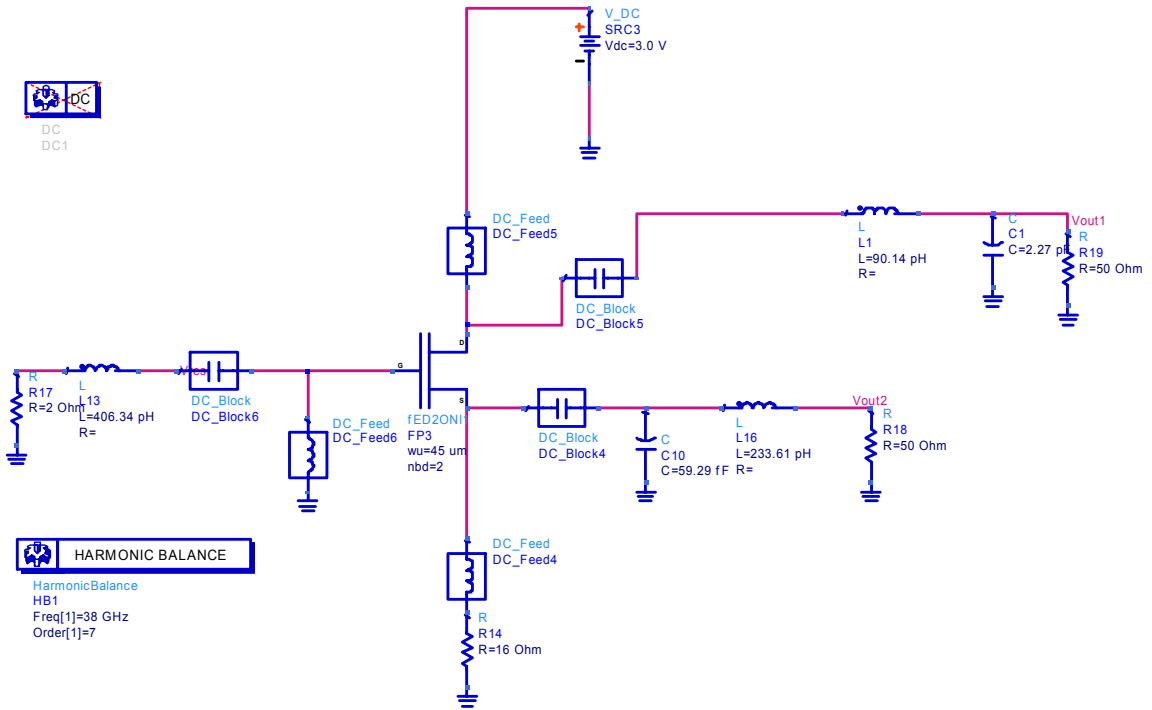 V_DC
SRC3
Vdc=3.0 V
DC
DC
DC1
DC_Feed
DC_Feed5
L
L1
L=90.14 pH
R=
C
C1
C=2.27 pF
Vout1
R
R19
R=50 Ohm
DC_Block
DC_Block5
D
G
S
R
R17
R=2 Ohm
L
L13
L=406.34 pH
R=
DC_Block
DC_Block6
DC_Feed
DC_Feed6
FP3
wu=45 um
nbd=2
DC_Block
DC_Block4
C
C10
C=59.29 fF
L
L16
L=233.61 pH
R=
Vout2
R
R18
R=50 Ohm
HARMONIC BALANCE
HarmonicBalance
HB1
Freq[1]=38 GHz
Order[1]=7
DC_Feed
DC_Feed4
R
R14
R=16 Ohm